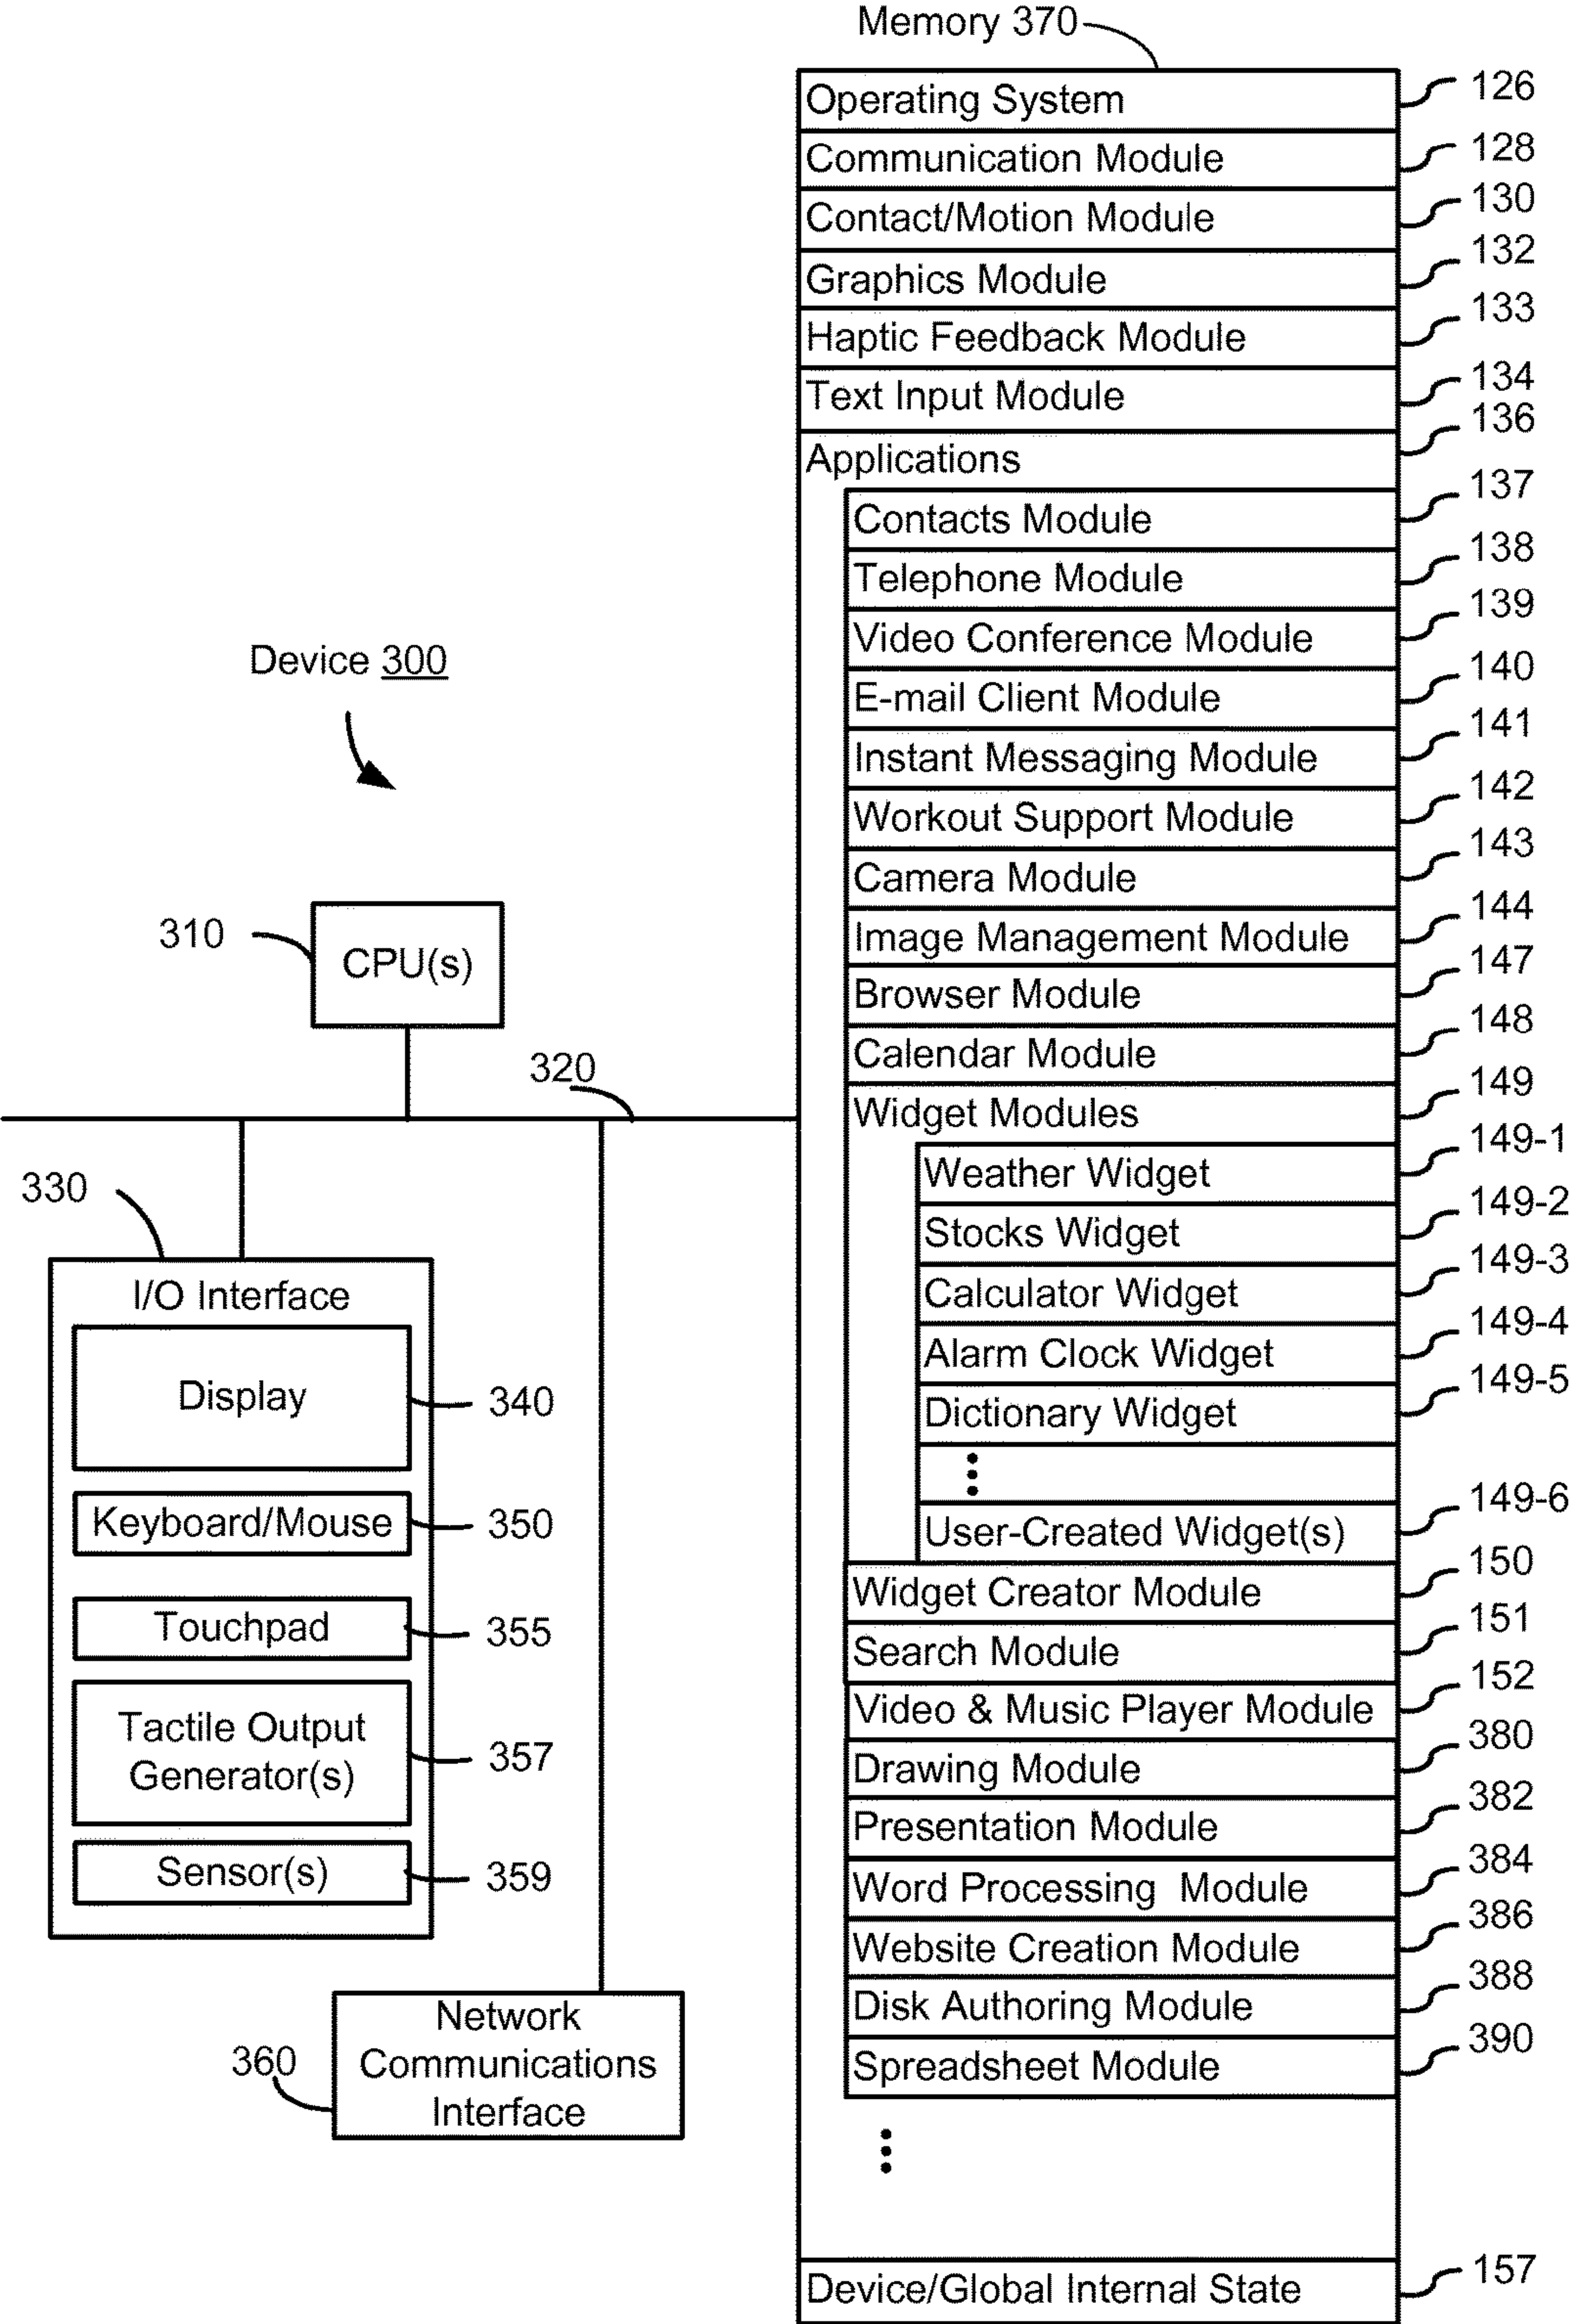 Memory 370
Operating System 126
Communication Module 128
Contact/Motion Module 130
Graphics Module 132
Haptic Feedback Module 133
Text Input Module 134
Applications 136
Contacts Module 137
Telephone Module 138
Video Conference Module 139
E-mail Client Module 140
Instant Messaging Module 141
Workout Support Module 142
Camera Module 143
Image Management Module 144
Browser Module 147
Calendar Module 148
Widget Modules 149
Weather Widget 149-1
Stocks Widget 149-2
Calculator Widget 149-3
Alarm Clock Widget 149-4
Dictionary Widget 149-5
User-Created Widget(s) 149-6
Widget Creator Module 150
Search Module 151
Video & Music Player Module 152
Drawing Module 380
Presentation Module 382
Word Processing Module 384
Website Creation Module 386
Disk Authoring Module 388
Spreadsheet Module 390
Device/Global Internal State 157
Device 300
310
CPU(s)
320
330
I/O Interface
Display 340
Keyboard/Mouse 350
Touchpad 355
Tactile Output
Generator(s)
357
Sensor(s) 359
360
Network
Communications
Interface